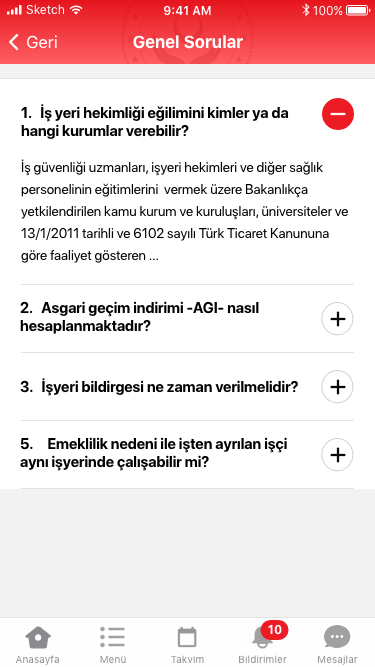 Sketch 9:41 AM 100%
Geri Genel Sorular
1. İş yeri hekimliği eğilimini kimler ya da
hangi kurumlar verebilir?
İş güvenliği uzmanları, işyeri hekimleri ve diğer sağlık
personelinin eğitimlerini vermek üzere Bakanlıkça
yetkilendirilen kamu kurum ve kuruluşları, üniversiteler ve
13/1/2011 tarihli ve 6102 sayılı Türk Ticaret Kanununa
göre faaliyet gösteren ...
2. Asgari geçim indirimi -AGI- nasıl
hesaplanmaktadır?
3. İşyeri bildirgesi ne zaman verilmelidir?
5. Emeklilik nedeni ile işten ayrılan işçi
aynı işyerinde çalışabilir mi?
10
Anasayfa Menü Takvim Bildirimler Mesajlar